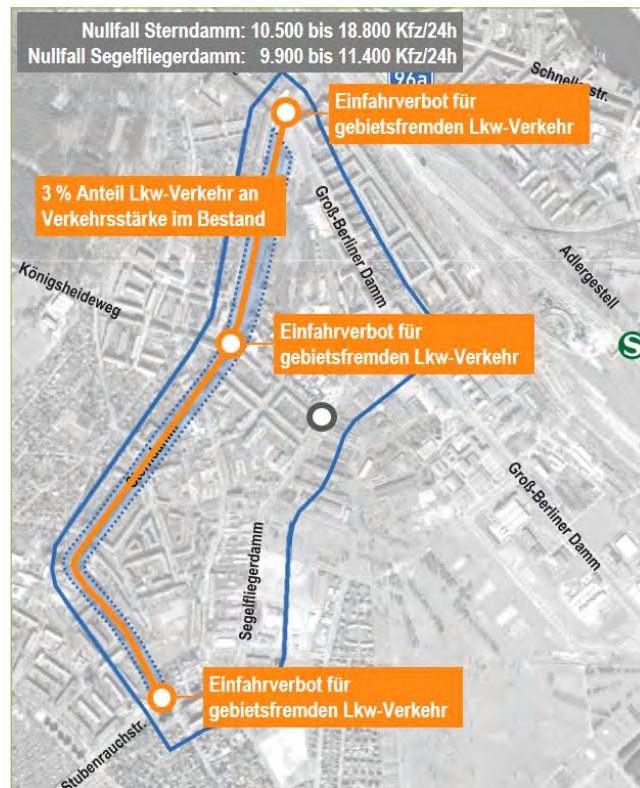 Nullfall Sterndamm: 10.500 bis 18.800 Kfz/24h
Nullfall Segelfliegerdamm: 9.900 bis 11.400 Kfz/24h
96a
Schnellerstr.
Einfahrverbot für
gebietsfremden Lkw-Verkehr
3 % Anteil Lkw-Verkehr an
Verkehrsstärke im Bestand
Groß-Berliner Damm
Adlergestell
Königsheideweg
S
Einfahrverbot für
gebietsfremden Lkw-Verkehr
Groß-Berliner Damm
Segelfliegerdamm
Einfahrverbot für
gebietsfremden Lkw-Verkehr
Stubenrauchstr.